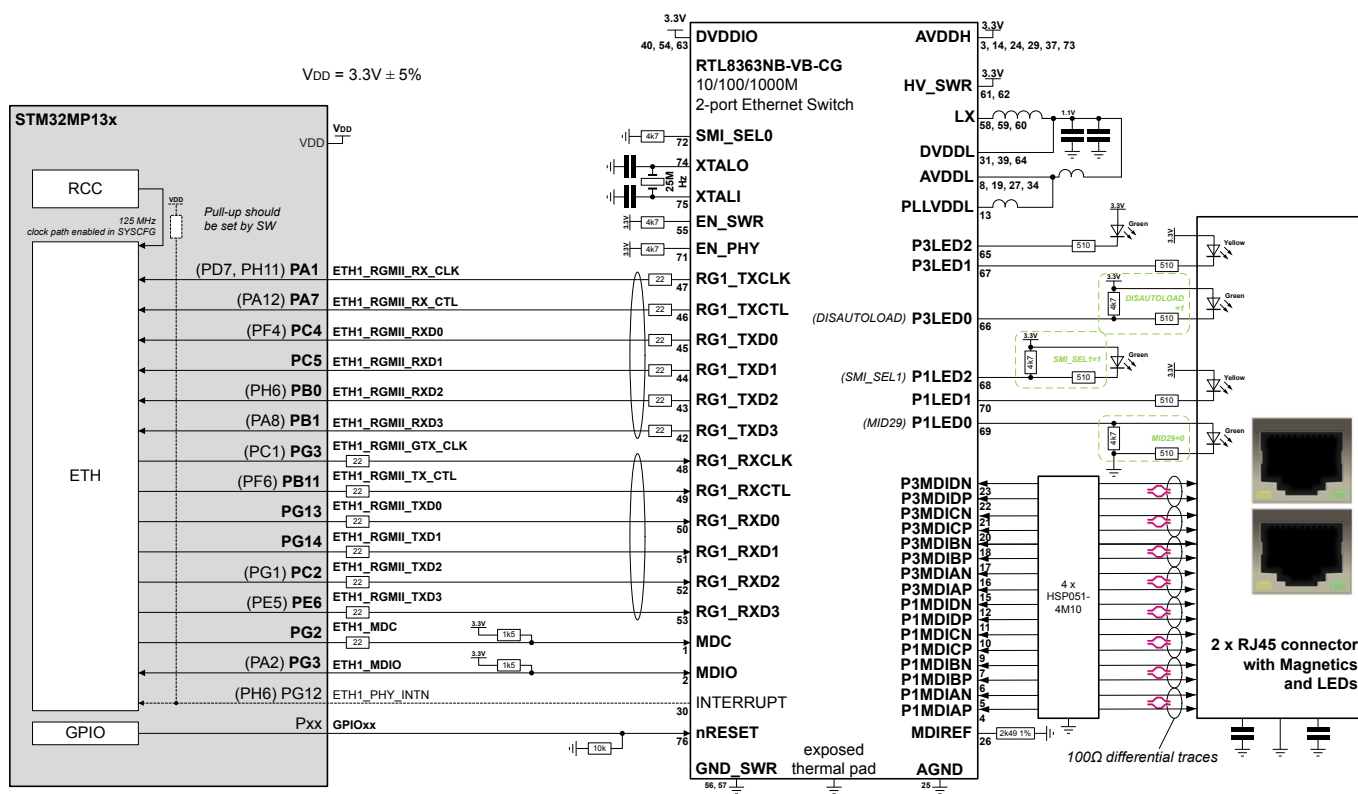 VDD = 3.3V ± 5%
STM32MP13x
VDD
VDD
RCC
125 MHz
clock path enabled in SYSCFG
VDD
Pull-up should
be set by SW
ETH
GPIO
(PD7, PH11) PA1 ETH1_RGMII_RX_CLK
(PA12) PA7 ETH1_RGMII_RX_CTL
(PF4) PC4 ETH1_RGMII_RXD0
PC5 ETH1_RGMII_RXD1
(PH6) PB0 ETH1_RGMII_RXD2
(PA8) PB1 ETH1_RGMII_RXD3
(PC1) PG3 ETH1_RGMII_GTX_CLK
22
(PF6) PB11 ETH1_RGMII_TX_CTL
22
PG13 ETH1_RGMII_TXD0
22
PG14 ETH1_RGMII_TXD1
22
(PG1) PC2 ETH1_RGMII_TXD2
22
(PE5) PE6 ETH1_RGMII_TXD3
22
PG2 ETH1_MDC
22
3.3V
1k5
(PA2) PG3 ETH1_MDIO
3.3V
1k5
(PH6) PG12 ETH1_PHY_INTN
Pxx GPIOxx
10k
3.3V
40, 54, 63
DVDDIO
RTL8363NB-VB-CG
10/100/1000M
2-port Ethernet Switch
4k7
72
SMI_SEL0
74
XTALO
25M
Hz
75
XTALI
3.3V
4k7
55
EN_SWR
3.3V
4k7
71
EN_PHY
22
47
RG1_TXCLK
22
46
RG1_TXCTL
22
45
RG1_TXD0
22
44
RG1_TXD1
22
43
RG1_TXD2
22
42
RG1_TXD3
48
RG1_RXCLK
49
RG1_RXCTL
50
RG1_RXD0
51
RG1_RXD1
52
RG1_RXD2
53
RG1_RXD3
1
MDC
2
MDIO
30
INTERRUPT
76
nRESET
GND_SWR
56, 57
exposed
thermal pad
AGND
25
AVDDH
3.3V
3, 14, 24, 29, 37, 73
HV_SWR
3.3V
61, 62
LX
58, 59, 60
1.1V
DVDDL
31, 39, 64
AVDDL
8, 19, 27, 34
PLLVDDL
13
P3LED2
65
510
3.3V
Green
P3LED1
67
510
3.3V
Yellow
(DISAUTOLOAD) P3LED0
66
3.3V
4k7
DISAUTOLOAD
=1
510
Green
(SMI_SEL1) P1LED2
68
3.3V
4k7
SMI_SEL1=1
510
Green
P1LED1
70
510
3.3V
Yellow
(MID29) P1LED0
69
4k7
MID29=0
510
Green
P3MDIDN
23
P3MDIDP
22
P3MDICN
21
P3MDICP
20
P3MDIBN
18
P3MDIBP
17
P3MDIAN
16
P3MDIAP
15
P1MDIDN
12
P1MDIDP
11
P1MDICN
10
P1MDICP
9
P1MDIBN
7
P1MDIBP
6
P1MDIAN
5
P1MDIAP
4
MDIREF
26
2k49 1%
4 x
HSP051-
4M10
100Ω differential traces
2 x RJ45 connector
with Magnetics
and LEDs